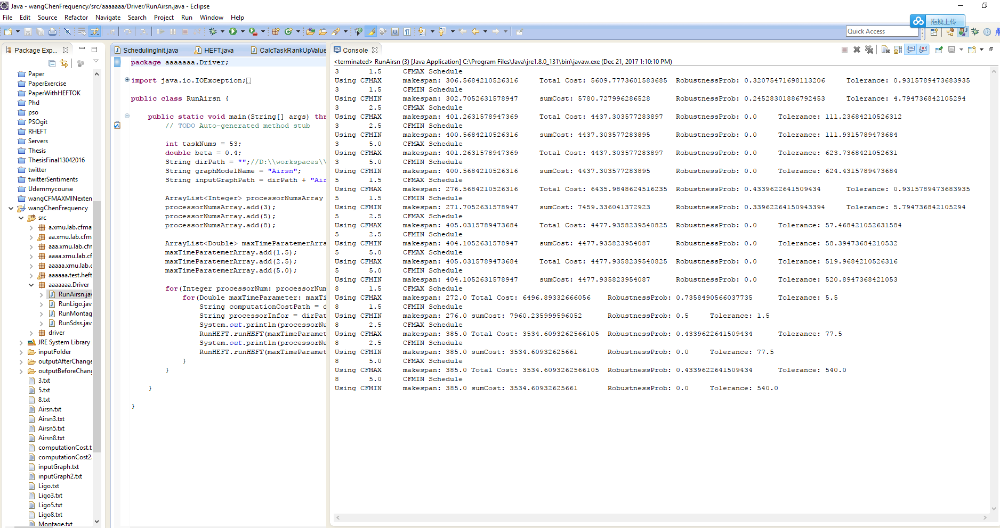 Java - wangChenFrequency/src/aaaaaaa/Driver/RunAirsn.java - Eclipse
File Edit Source Refactor Navigate Search Project Run Window Help
拖拽上传
Quick Access
Package Exp...
Paper
PaperExercise
PaperWithHEFTOK
Phd
pso
PSOgit
RHEFT
Servers
Thesis
ThesisFinal13042016
twitter
twitterSentiments
Udemmycourse
wangCFMAXMINexten
wangChenFrequency
src
a.xmu.lab.cfma
aa.xmu.lab.cfm
aaa.xmu.lab.cfn
aaaa.xmu.lab.cf
aaaaa.xmu.lab.c
aaaaaa.test.heft
aaaaaaa.Driver
RunAirsn.jav
RunLigo.jav
RunMontag
RunSdss.jav
driver
JRE System Library
inputFolder
outputAfterChange
outputBeforeChang
3.txt
5.txt
8.txt
Airsn.txt
Airsn3.txt
Airsn5.txt
Airsn8.txt
computationCost.t
computationCost2.
inputGraph.txt
inputGraph2.txt
Ligo.txt
Ligo3.txt
Ligo5.txt
Ligo8.txt
Montage.txt
SchedulingInit.java HEFT.java CalcTaskRankUpValue
package aaaaaaa.Driver;
import java.io.IOException;
public class RunAirsn {
public static void main(String[] args) thr
// TODO Auto-generated method stub
int taskNums = 53;
double beta = 0.4;
String dirPath = "";//D:\\workspaces\\
String graphModelName = "Airsn";
String inputGraphPath = dirPath + "Air
ArrayList<Integer> processorNumsArray
processorNumsArray.add(3);
processorNumsArray.add(5);
processorNumsArray.add(8);
ArrayList<Double> maxTimeParatemerArra
maxTimeParatemerArray.add(1.5);
maxTimeParatemerArray.add(2.5);
maxTimeParatemerArray.add(5.0);
for(Integer processorNum: processorNum
for(Double maxTimeParameter: maxTi
String computationCostPath = d
String processorInfor = dirPat
System.out.println(processorNu
RunHEFT.runHEFT(maxTimeParamet
System.out.println(processorNu
RunHEFT.runHEFT(maxTimeParamet
}
}
}
}
Console
<terminated> RunAirsn (3) [Java Application] C:\Program Files\Java\jre1.8.0_131\bin\javaw.exe (Dec 21, 2017 1:10:10 PM)
3 1.5 CFMAX Schedule
Using CFMAX makespan: 306.5684210526316 Total Cost: 5609.7773601583685 RobustnessProb: 0.32075471698113206 Tolerance: 0.9315789473683935
3 1.5 CFMIN Schedule
Using CFMIN makespan: 302.7052631578947 sumCost: 5780.727996286528 RobustnessProb: 0.24528301886792453 Tolerance: 4.794736842105294
3 2.5 CFMAX Schedule
Using CFMAX makespan: 401.2631578947369 Total Cost: 4437.303577283897 RobustnessProb: 0.0 Tolerance: 111.23684210526312
3 2.5 CFMIN Schedule
Using CFMIN makespan: 400.5684210526316 sumCost: 4437.303577283895 RobustnessProb: 0.0 Tolerance: 111.9315789473684
3 5.0 CFMAX Schedule
Using CFMAX makespan: 401.2631578947369 Total Cost: 4437.303577283897 RobustnessProb: 0.0 Tolerance: 623.7368421052631
3 5.0 CFMIN Schedule
Using CFMIN makespan: 400.5684210526316 sumCost: 4437.303577283895 RobustnessProb: 0.0 Tolerance: 624.4315789473684
5 1.5 CFMAX Schedule
Using CFMAX makespan: 276.5684210526316 Total Cost: 6435.9848624516235 RobustnessProb: 0.4339622641509434 Tolerance: 0.9315789473683935
5 1.5 CFMIN Schedule
Using CFMIN makespan: 271.7052631578947 sumCost: 7459.336041372923 RobustnessProb: 0.33962264150943394 Tolerance: 5.794736842105294
5 2.5 CFMAX Schedule
Using CFMAX makespan: 405.0315789473684 Total Cost: 4477.9358239540825 RobustnessProb: 0.0 Tolerance: 57.468421052631584
5 2.5 CFMIN Schedule
Using CFMIN makespan: 404.1052631578947 sumCost: 4477.935823954087 RobustnessProb: 0.0 Tolerance: 58.39473684210532
5 5.0 CFMAX Schedule
Using CFMAX makespan: 405.0315789473684 Total Cost: 4477.9358239540825 RobustnessProb: 0.0 Tolerance: 519.9684210526316
5 5.0 CFMIN Schedule
Using CFMIN makespan: 404.1052631578947 sumCost: 4477.935823954087 RobustnessProb: 0.0 Tolerance: 520.8947368421053
8 1.5 CFMAX Schedule
Using CFMAX makespan: 272.0 Total Cost: 6496.89332666056 RobustnessProb: 0.7358490566037735 Tolerance: 5.5
8 1.5 CFMIN Schedule
Using CFMIN makespan: 276.0 sumCost: 7960.235999596052 RobustnessProb: 0.5 Tolerance: 1.5
8 2.5 CFMAX Schedule
Using CFMAX makespan: 385.0 Total Cost: 3534.6093262566105 RobustnessProb: 0.4339622641509434 Tolerance: 77.5
8 2.5 CFMIN Schedule
Using CFMIN makespan: 385.0 sumCost: 3534.60932625661 RobustnessProb: 0.0 Tolerance: 77.5
8 5.0 CFMAX Schedule
Using CFMAX makespan: 385.0 Total Cost: 3534.6093262566105 RobustnessProb: 0.4339622641509434 Tolerance: 540.0
8 5.0 CFMIN Schedule
Using CFMIN makespan: 385.0 sumCost: 3534.60932625661 RobustnessProb: 0.0 Tolerance: 540.0